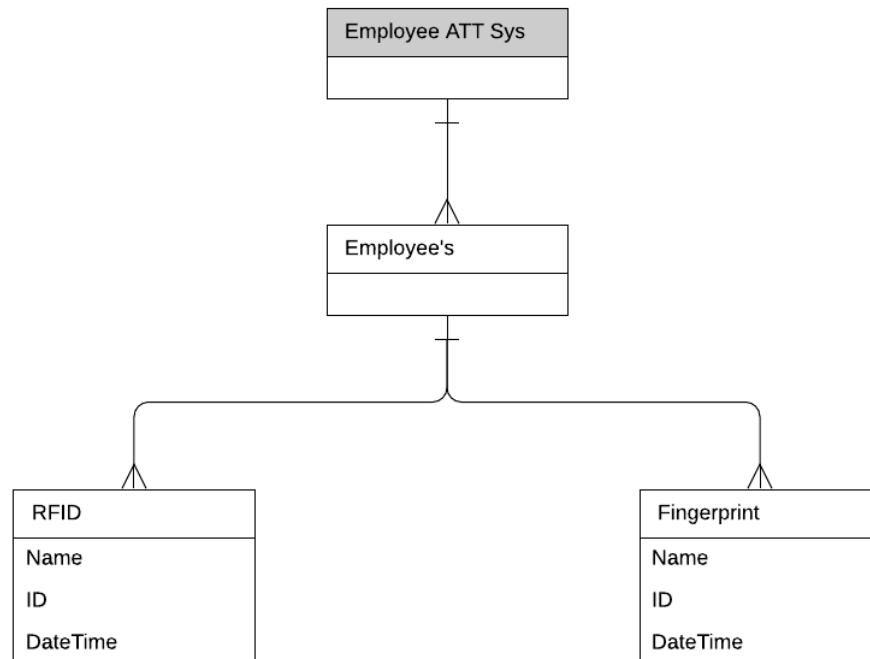 Employee ATT Sys
Employee's
RFID
Name
ID
DateTime
Fingerprint
Name
ID
DateTime